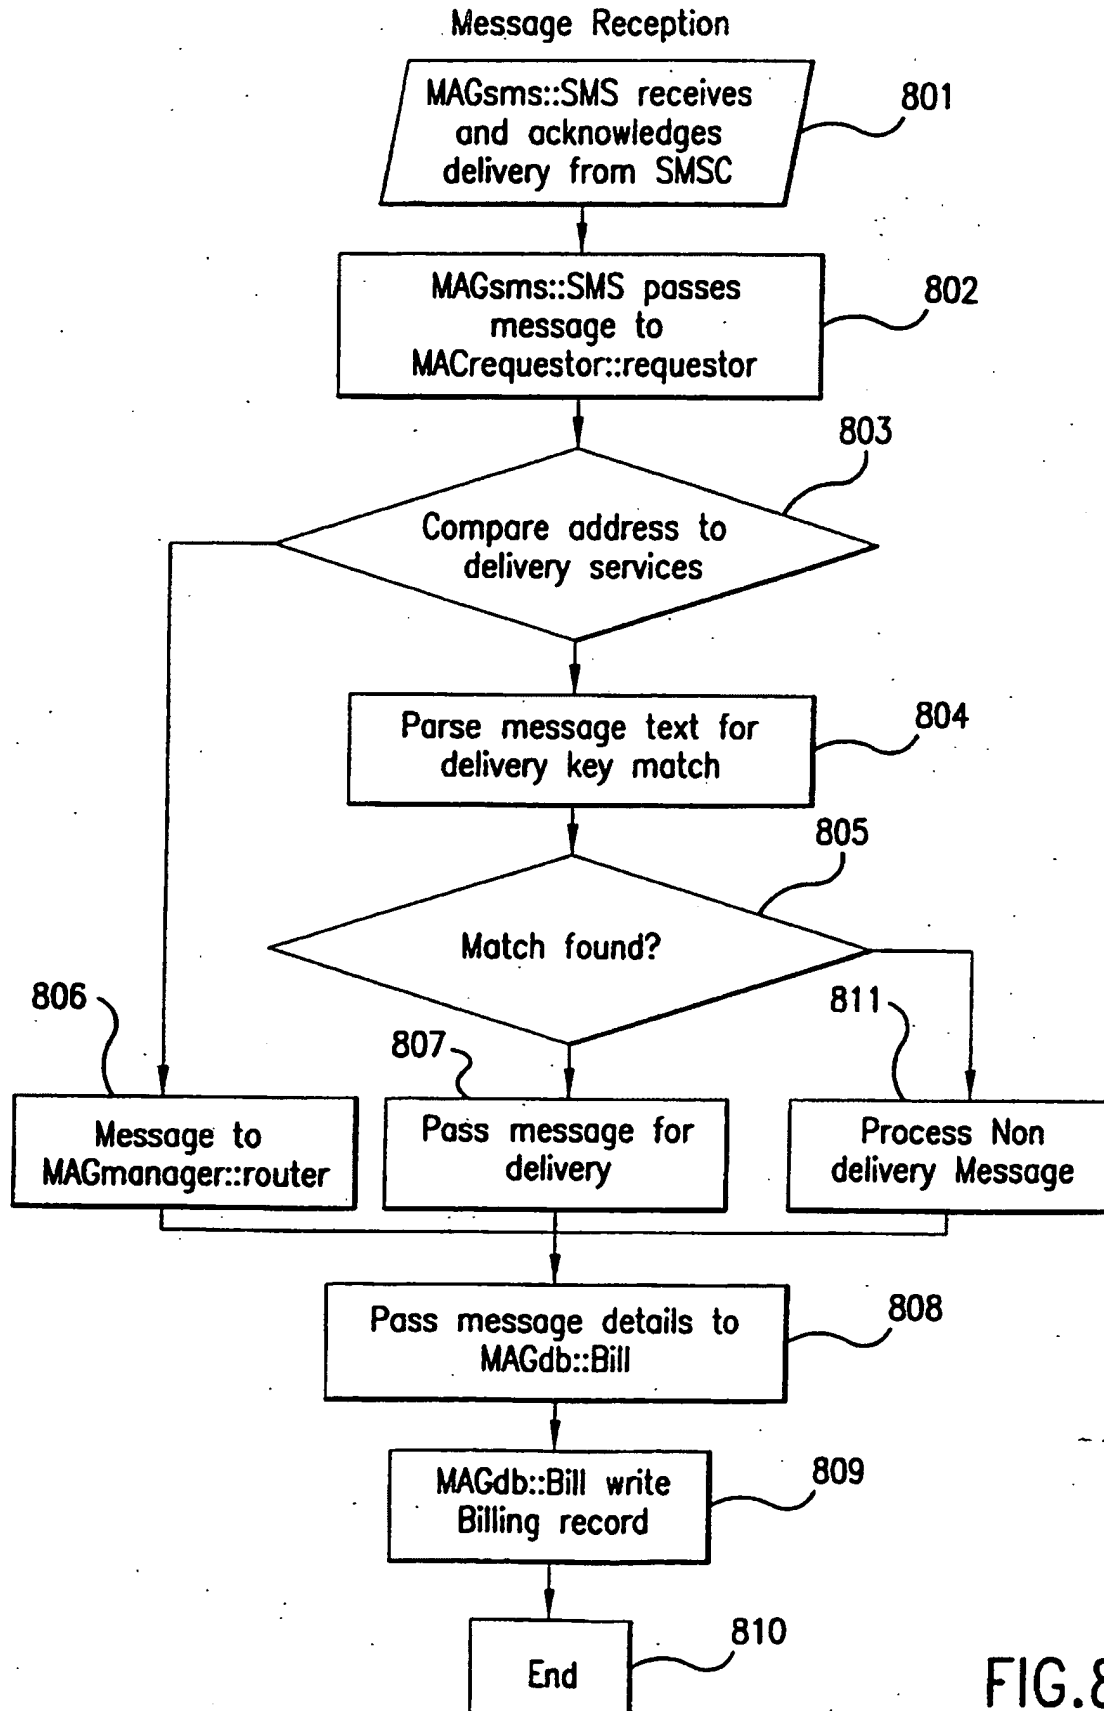 Message Reception
MAGsms::SMS receives
and acknowledges
delivery from SMSC
801
MAGsms::SMS passes
message to
MACrequestor::requestor
802
803
Compare address to
delivery services
Parse message text for
delivery key match
804
805
Match found?
806
807
811
Message to
MAGmanager::router
Pass message for
delivery
Process Non
delivery Message
Pass message details to
MAGdb::Bill
808
MAGdb::Bill write
Billing record
809
End
810
FIG.8